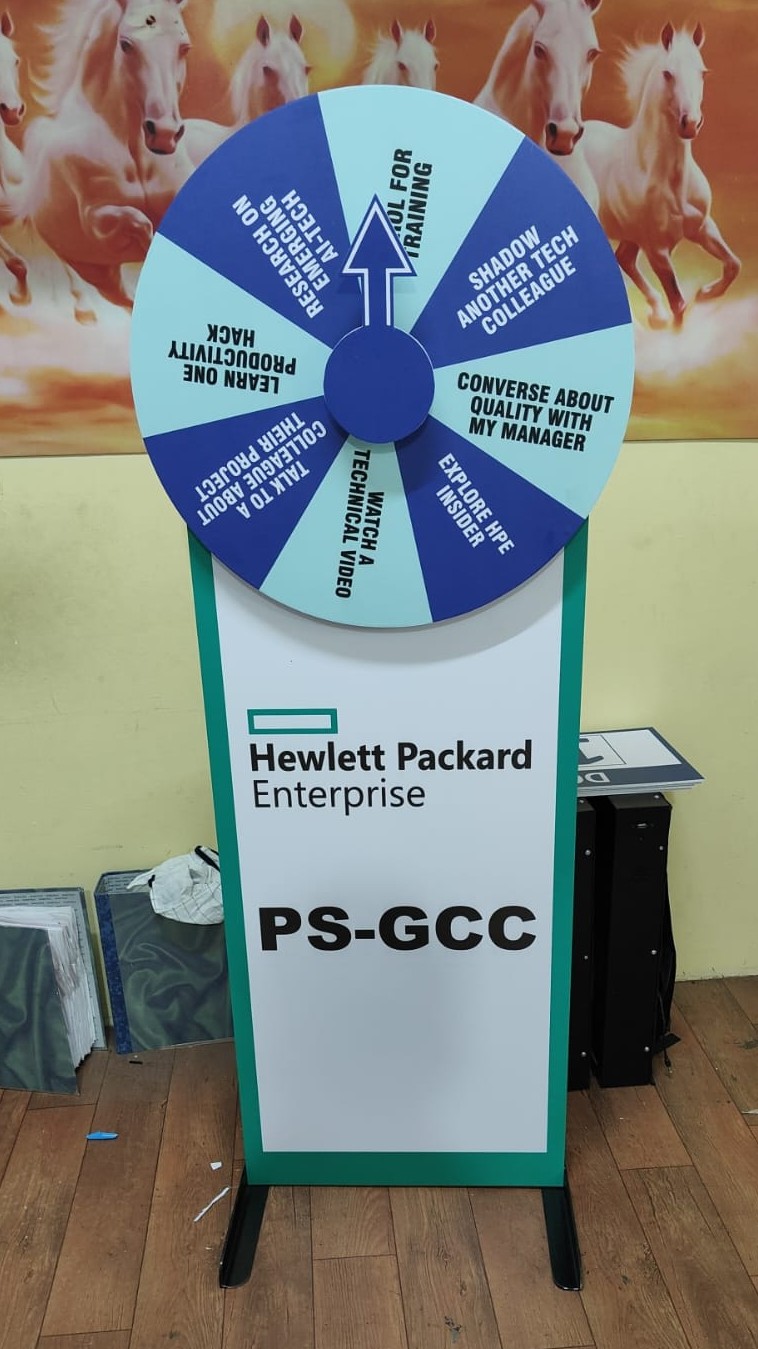 FOR
TRAINING
SHADOW
ANOTHER TECH
COLLEAGUE
CONVERSE ABOUT
QUALITY WITH
MY MANAGER
EXPLORE HPE
INSIDER
WATCH A
TECHNICAL VIDEO
TALK TO A
COLLEAGUE ABOUT
THEIR PROJECT
LEARN ONE
PRODUCTIVITY
HACK
RESEARCH ON
EMERGING
AI-TECH
Hewlett Packard
Enterprise
PS-GCC